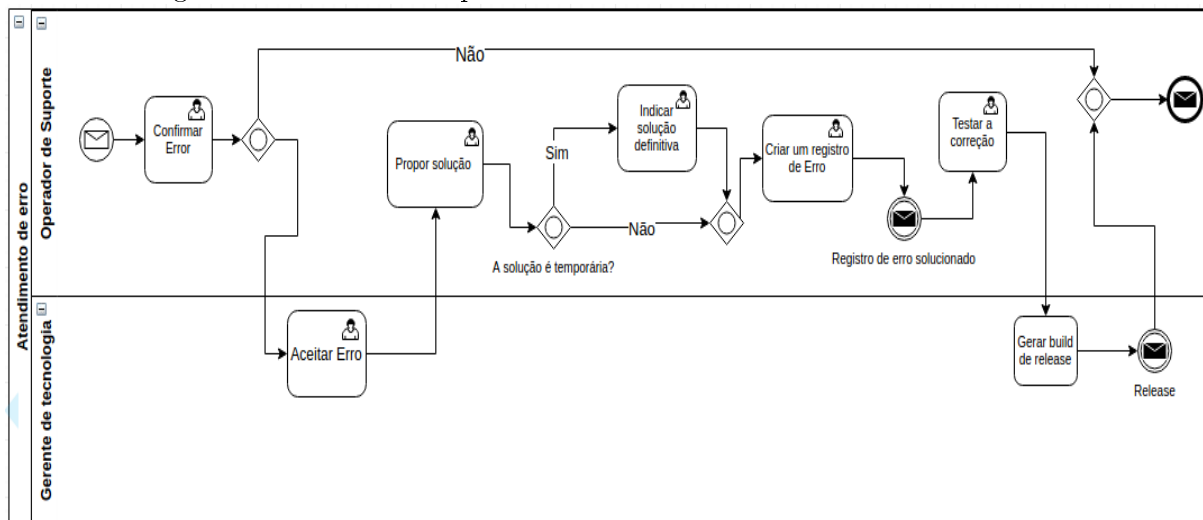 Atendimento de erro
Operador de Suporte
Não
Confirmar
Error
Propor solução
Sim
Indicar
solução
definitiva
Não
A solução é temporária?
Criar um registro
de Erro
Registro de erro solucionado
Testar a
correção
Gerente de tecnologia
Aceitar Erro
Gerar build
de release
Release